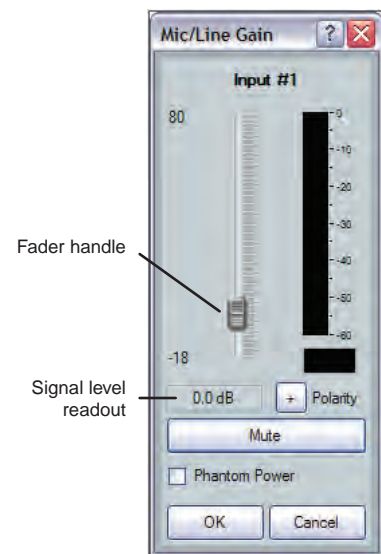 Mic/Line Gain ?
Input #1
80
0
-10
-20
-30
-40
-50
-60
-18
Fader handle
Signal level
readout
0.0 dB + Polarity
Mute
Phantom Power
OK Cancel